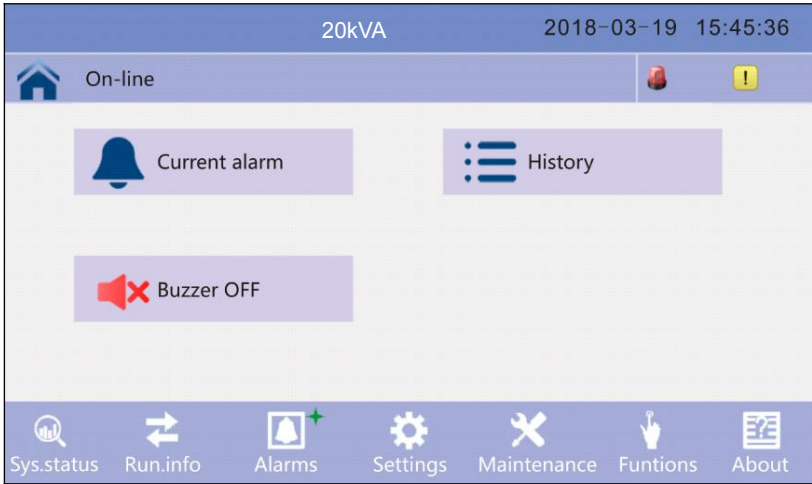 20kVA 2018-03-19 15:45:36
On-line
Current alarm History
Buzzer OFF
Sys.status Run.info Alarms Settings Maintenance Funtions About